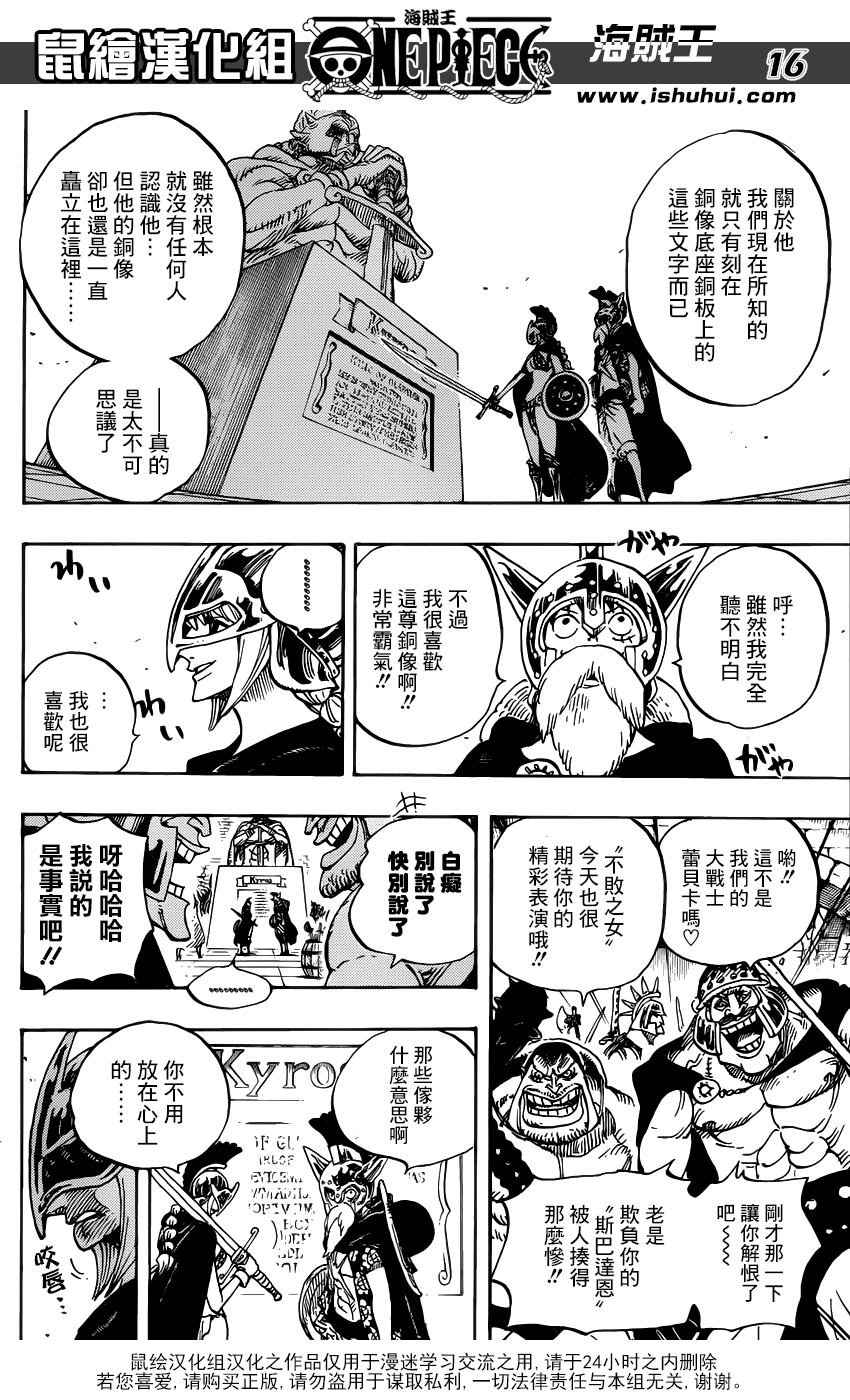 鼠繪漢化組
海賊王
ONE PIECE
海賊王
16
www.ishuhui.com
關於他
我們現在所知的
就只有刻在
銅像底座銅板上的
這些文字而已
雖然根本
就沒有任何人
認識他…
但他的銅像
卻也還是一直
矗立在這裡……
——真的
是太不可
思議了
Kyros
呼…
雖然我完全
聽不明白
不過
我很喜歡
這尊銅像啊!!
非常霸氣!!
ガヤ
ガヤ
…………
…
我也很
喜歡呢
わい
わい
喲!!
這不是
我們的
大戰士
蕾貝卡嗎♡
〝不敗之女〞
今天也很
期待你的
精彩表演哦!!
剛才那一下
讓你解恨了
吧～～
老是
欺負你的
〝斯巴達恩〞
被人揍得
那麼慘!!
白癡
別說了
快別說了
呀哈哈哈
我說的
是事實吧!!
Kyros
…………
那些傢夥
什麼意思啊
你不用
放在心上
的……
Kyros
咬唇…
鼠绘汉化组汉化之作品仅用于漫迷学习交流之用, 请于24小时之内删除
若您喜爱, 请购买正版, 请勿盗用于谋取私利, 一切法律责任与本组无关, 谢谢。